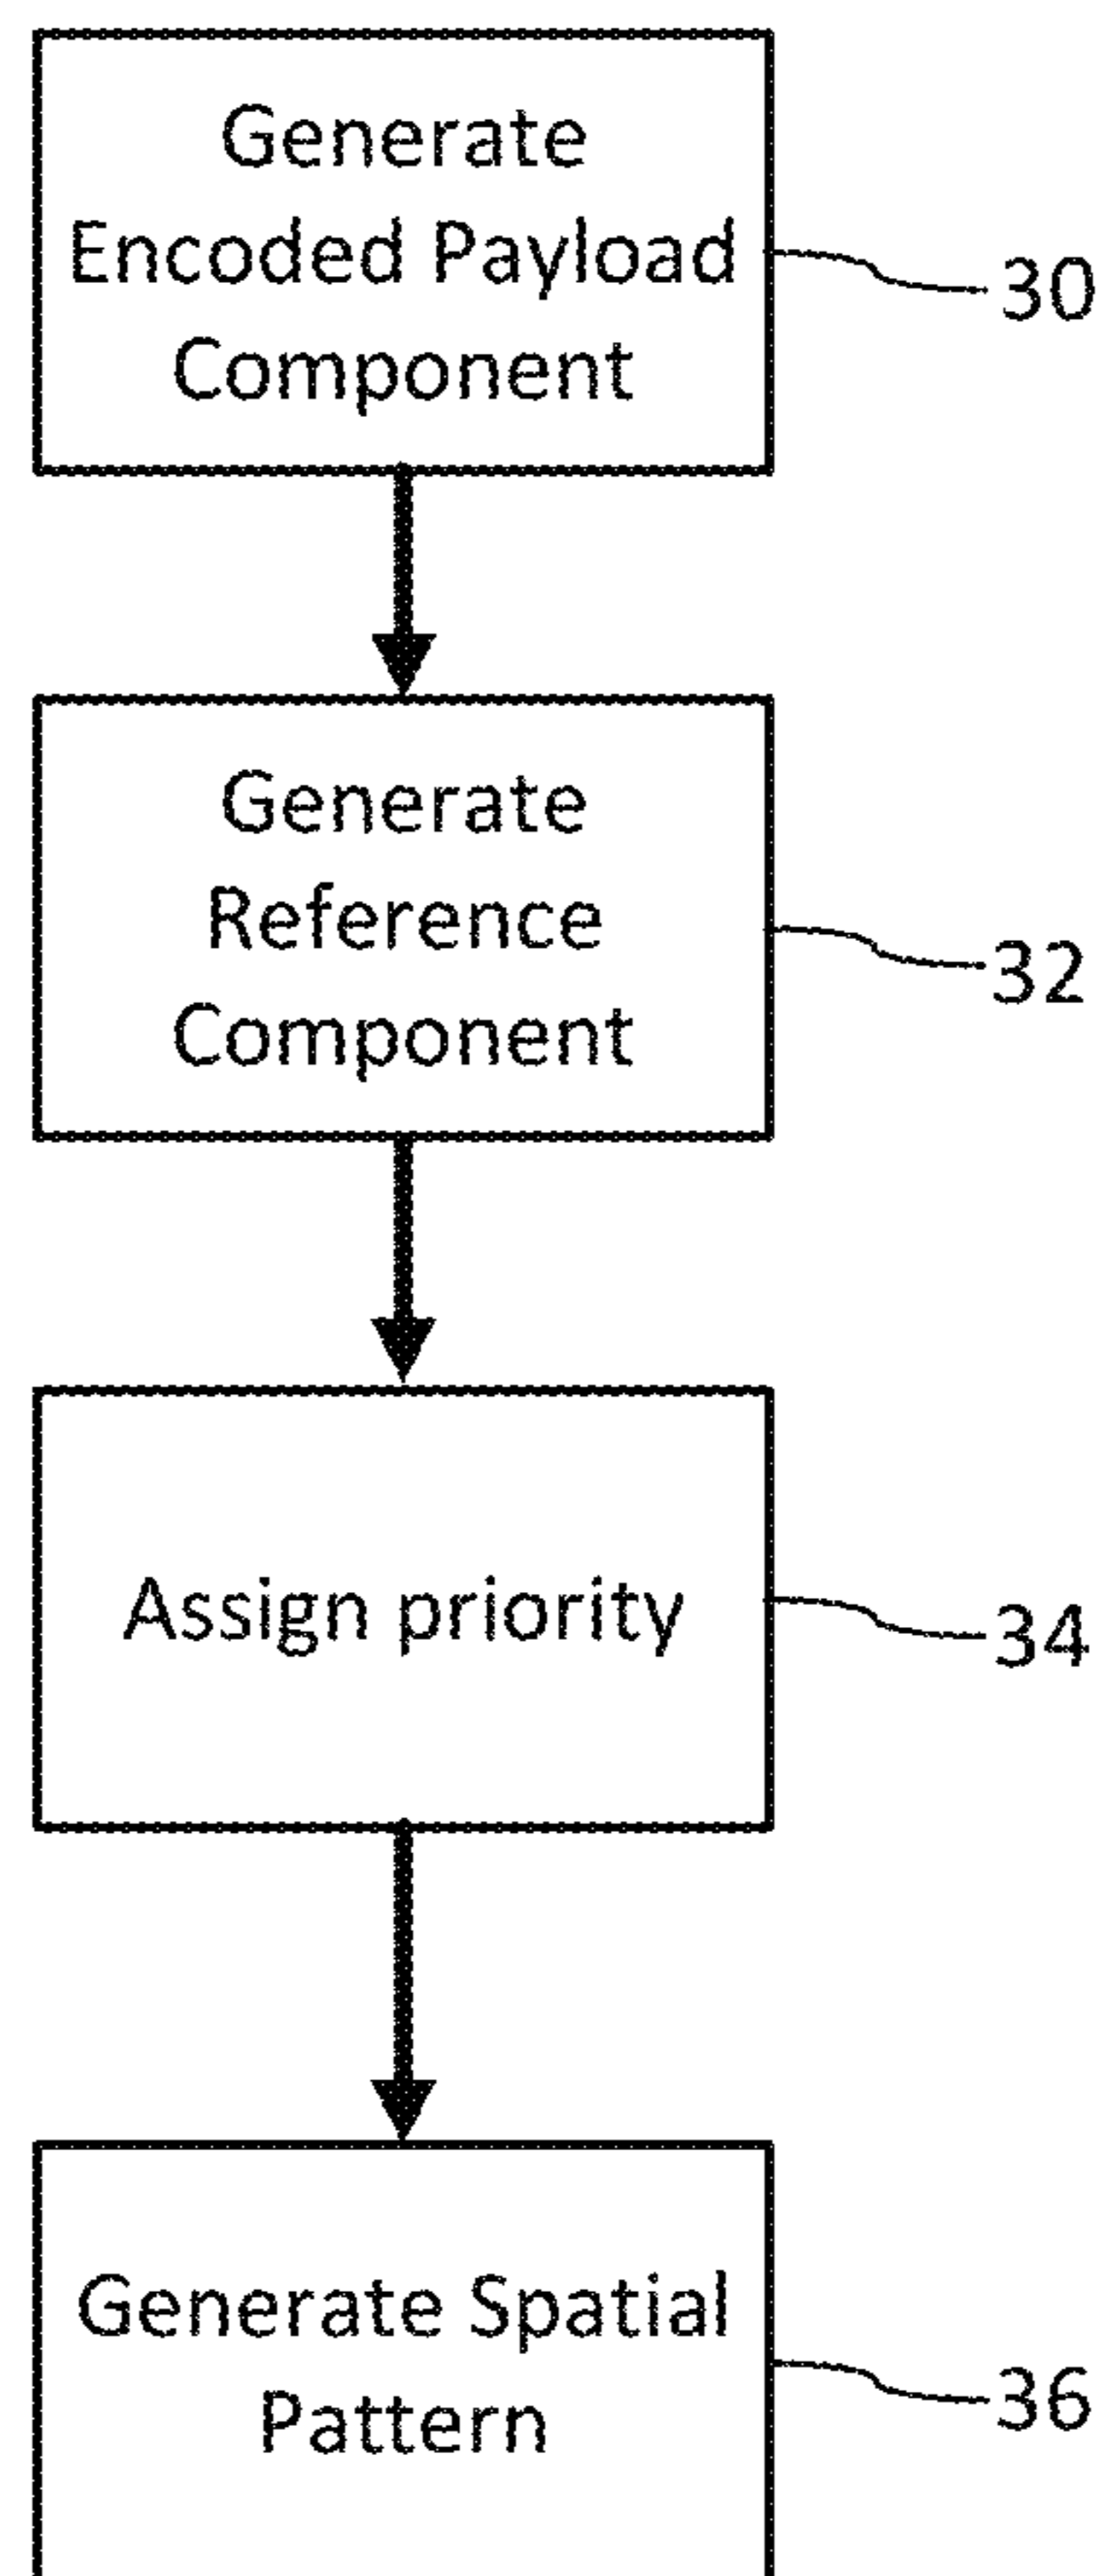 Generate
Encoded Payload
Component
30
Generate
Reference
Component
32
Assign priority
34
Generate Spatial
Pattern
36